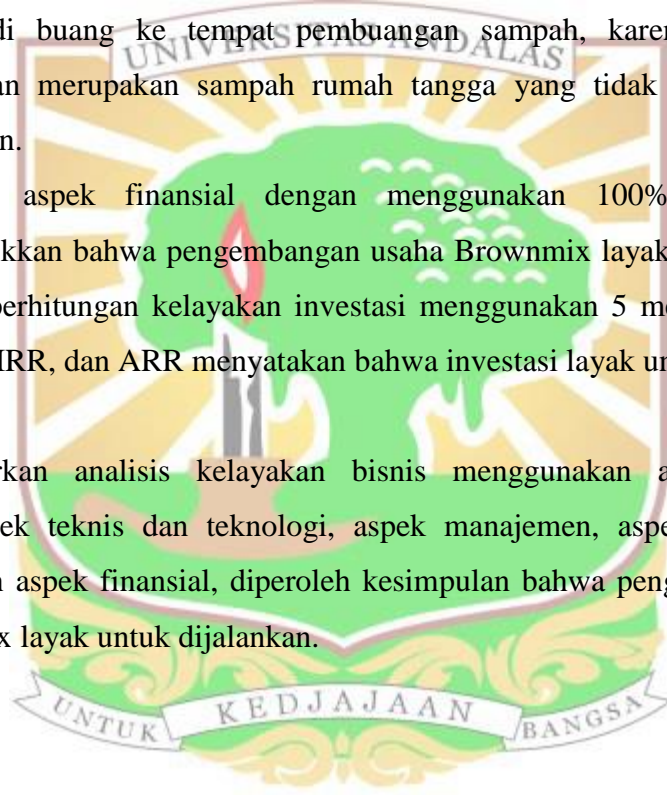 di buang ke tempat pembuangan sampah, karen
UNIVERSITAS ANDALAS
an merupakan sampah rumah tangga yang tidak
n.
aspek finansial dengan menggunakan 100%
kkan bahwa pengembangan usaha Brownmix layak
perhitungan kelayakan investasi menggunakan 5 me
IRR, dan ARR menyatakan bahwa investasi layak un
rkan analisis kelayakan bisnis menggunakan a
ek teknis dan teknologi, aspek manajemen, aspe
n aspek finansial, diperoleh kesimpulan bahwa peng
x layak untuk dijalankan.
UNTUK KEDJAJAAN BANGSA